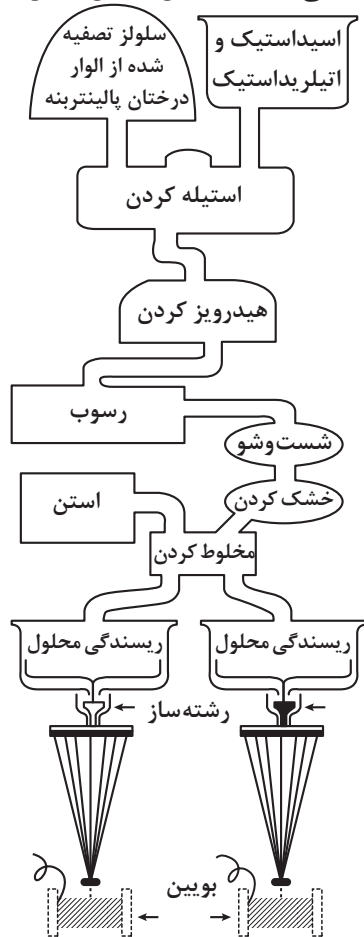 اسیداستیک و
اتیلریداستیک
سلولز تصفیه
شده از الوار
درختان پالینتربنه
استیله کردن
هیدرویز کردن
رسوب
شست‌وشو
خشک کردن
استن
مخلوط کردن
ریسندگی محلول
ریسندگی محلول
رشته‌ساز
بوبین